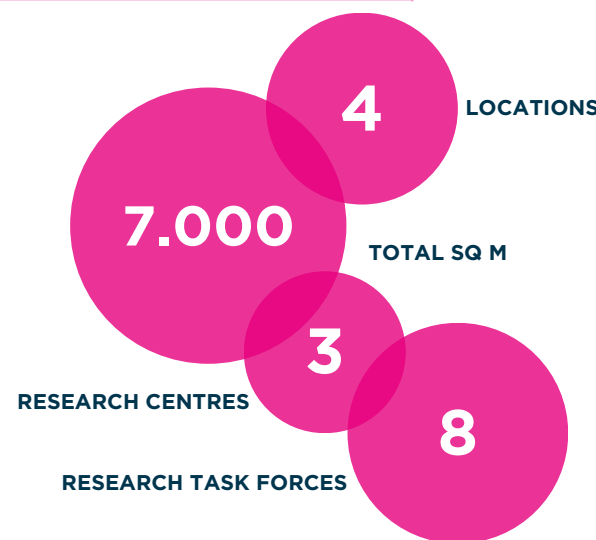 4
LOCATIONS
7.000
TOTAL SQ M
3
RESEARCH CENTRES
8
RESEARCH TASK FORCES